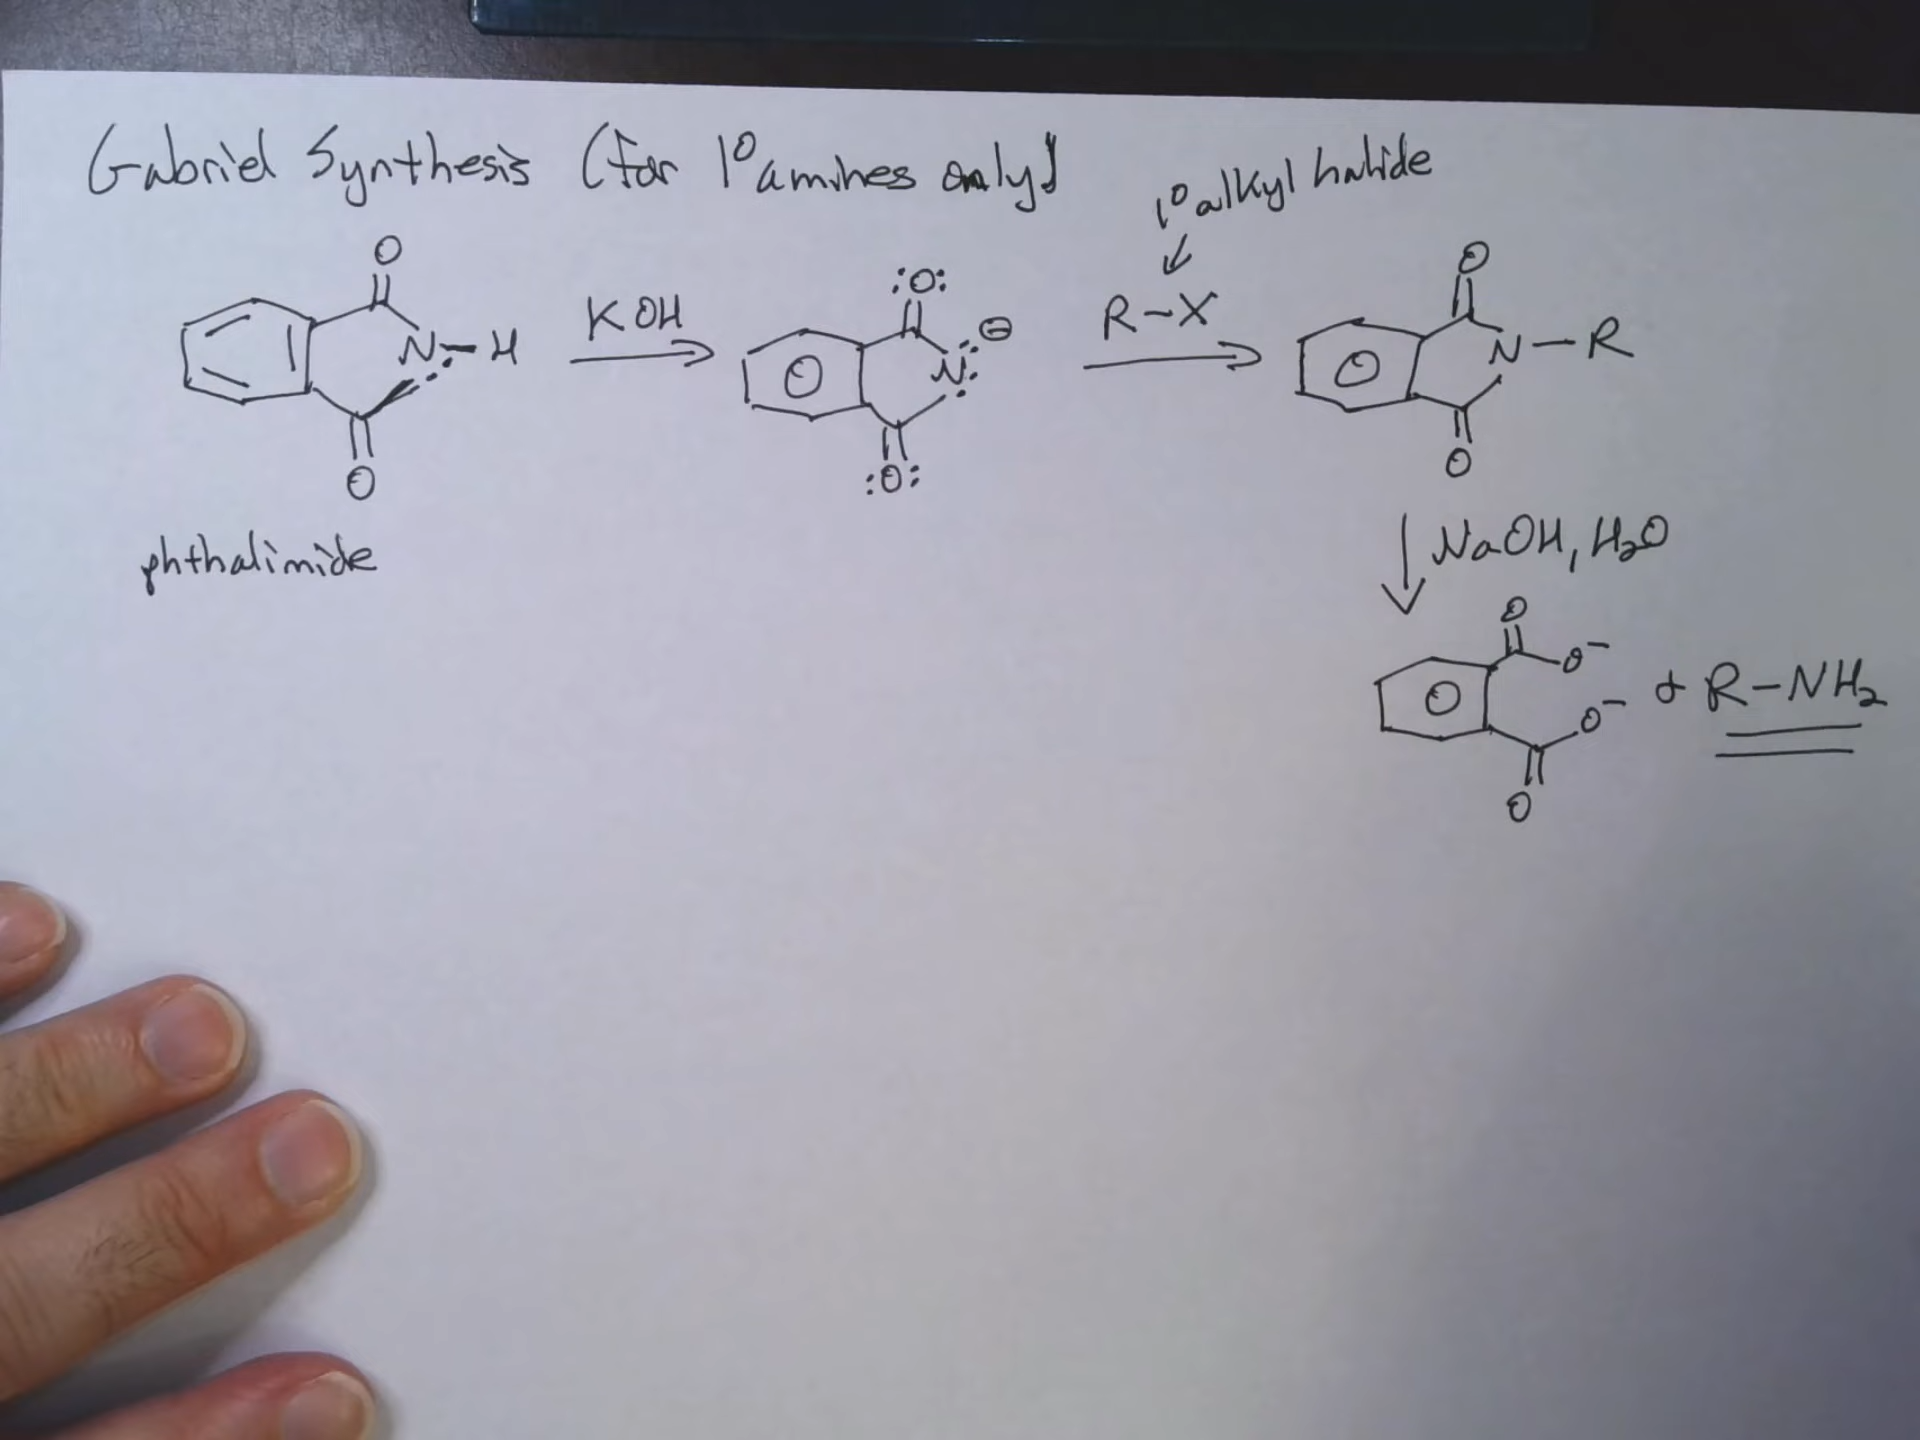 Gabriel Synthesis (for 1° amines only)
1° alkyl halide
O
N-H
O
KOH
:O: ⊖
N:
:O:
R-X
O
N-R
O
phthalimide
NaOH, H₂O
O
O⁻
O⁻
O
+ R-NH₂